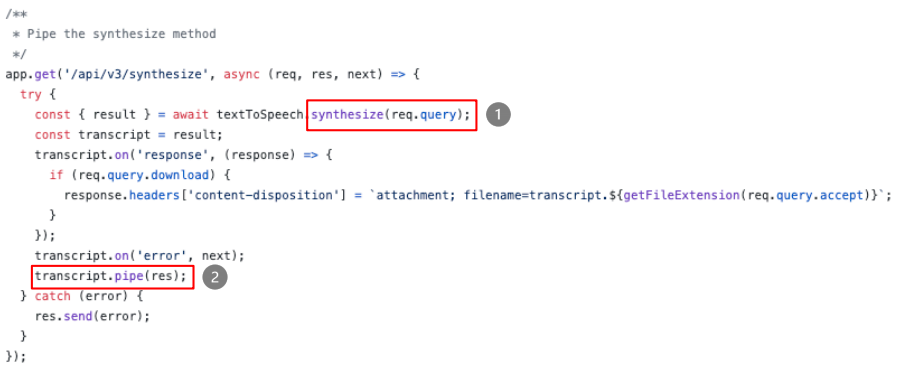 /**
 * Pipe the synthesize method
 */
app.get('/api/v3/synthesize', async (req, res, next) => {
  try {
    const { result } = await textToSpeech.synthesize(req.query); 1
    const transcript = result;
    transcript.on('response', (response) => {
      if (req.query.download) {
        response.headers['content-disposition'] = `attachment; filename=transcript.${getFileExtension(req.query.accept)}`;
      }
    });
    transcript.on('error', next);
    transcript.pipe(res); 2
  } catch (error) {
    res.send(error);
  }
});